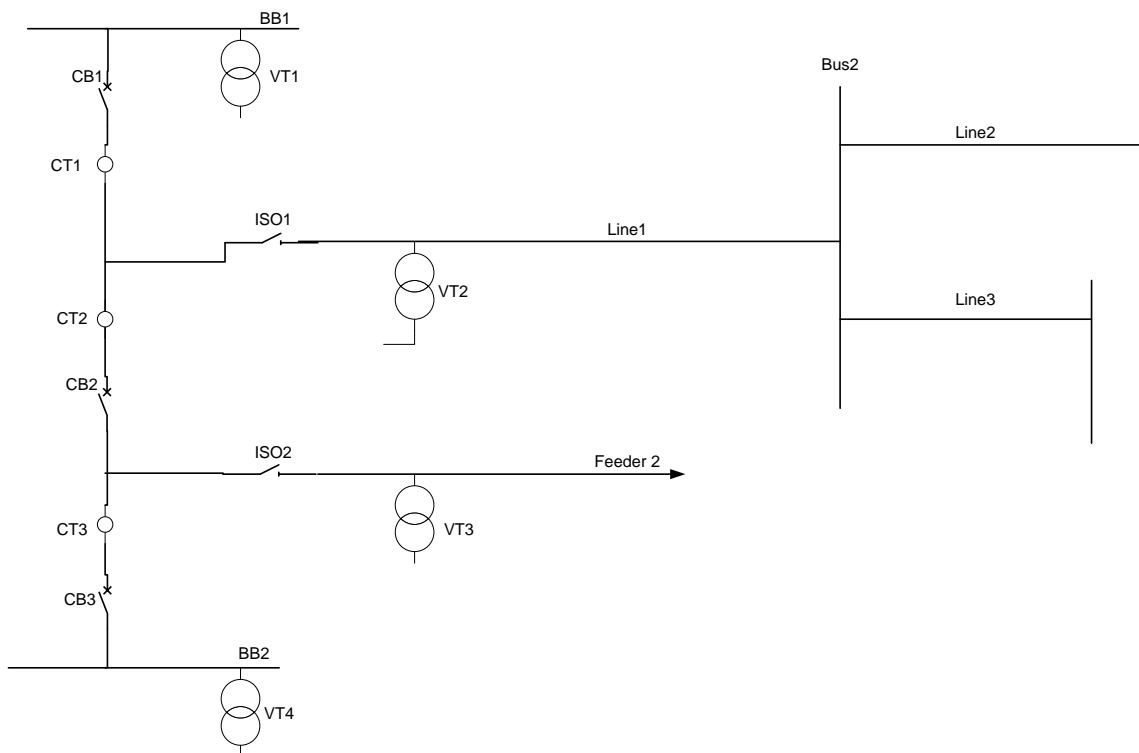 BB1
CB1
VT1
Bus2
Line2
CT1
ISO1
Line1
VT2
Line3
CT2
CB2
ISO2
Feeder 2
CT3
VT3
CB3
BB2
VT4